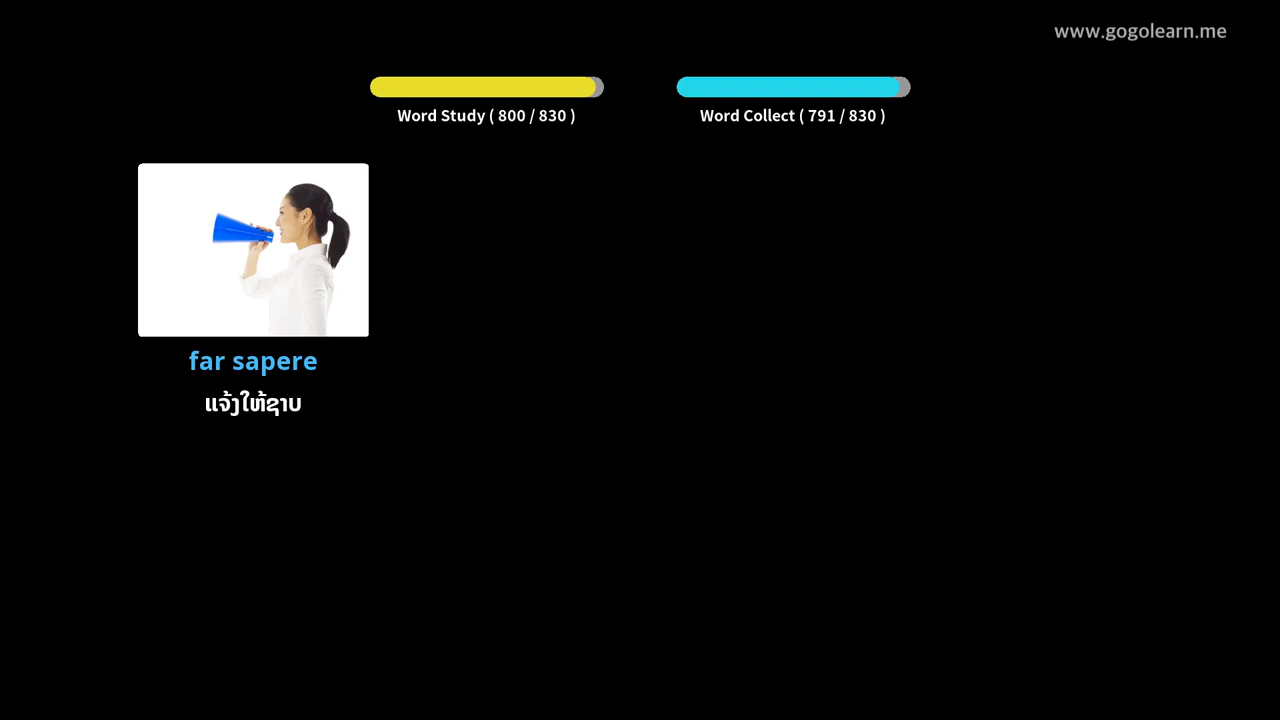 www.gogolearn.me
Word Study ( 800 / 830 )
Word Collect ( 791 / 830 )
far sapere
ແຈ້ງໃຫ້ຊາບ